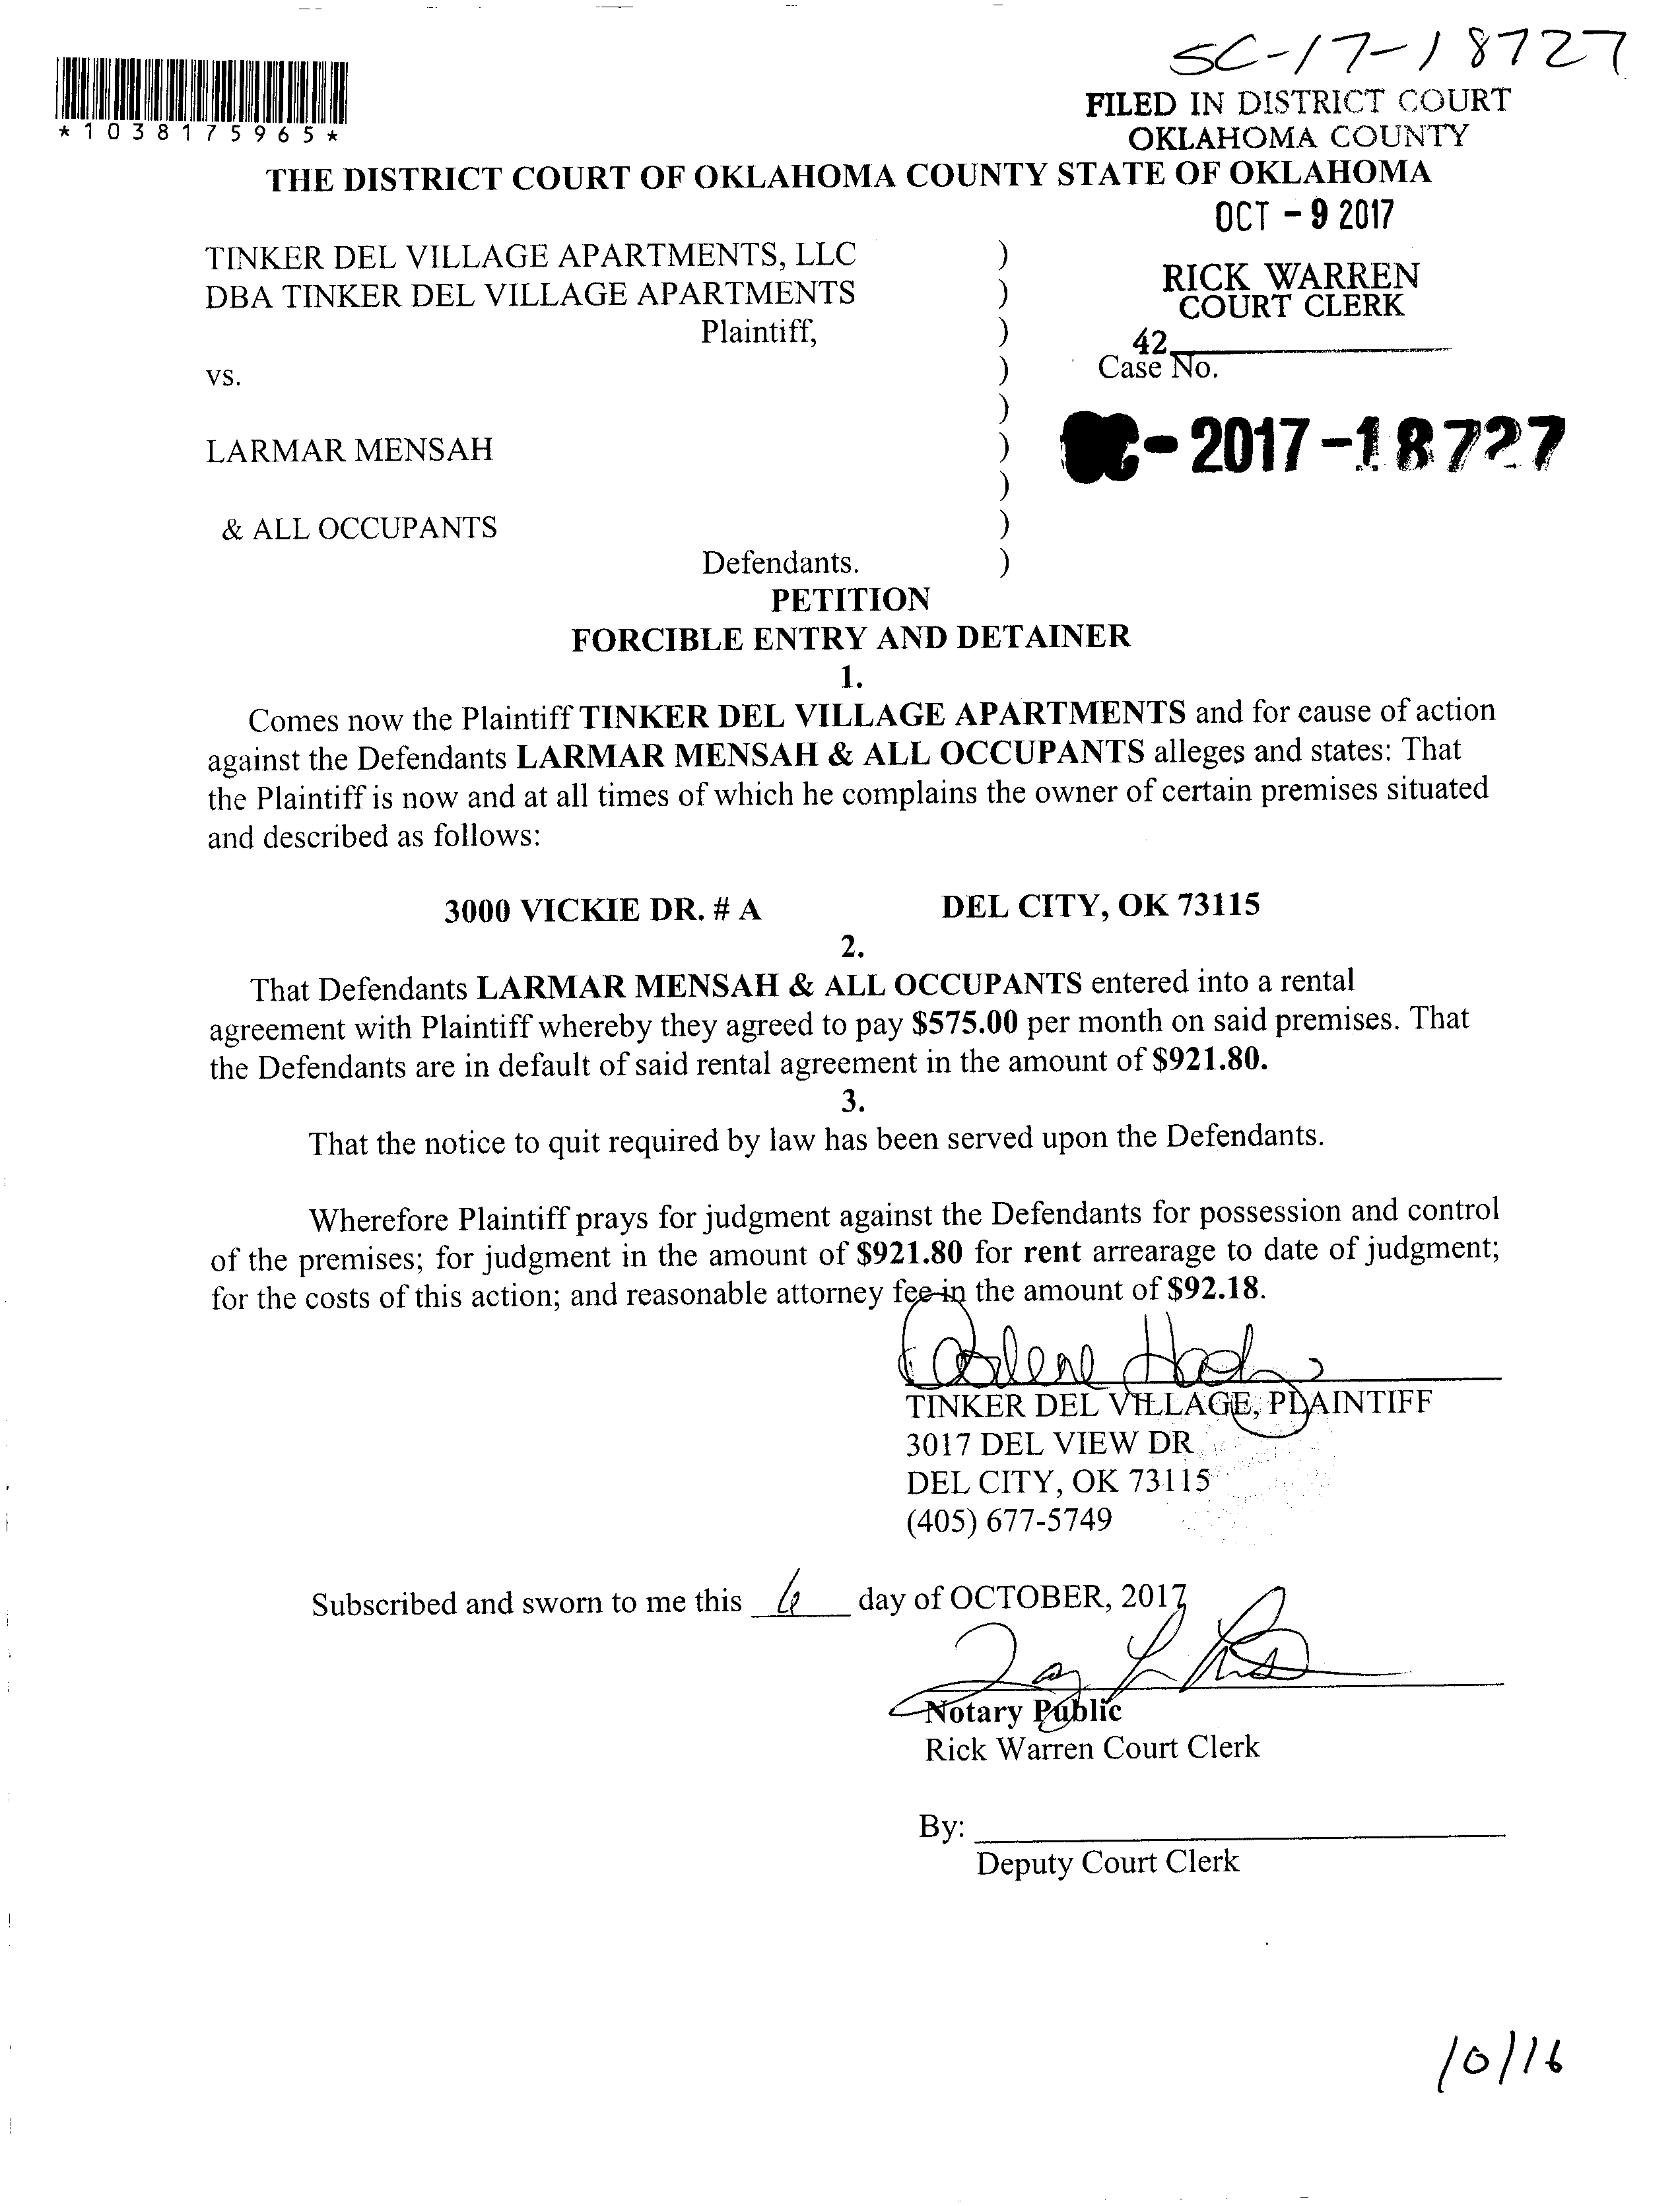 SC-17-18727
*1038175965*
FILED IN DISTRICT COURT
OKLAHOMA COUNTY
THE DISTRICT COURT OF OKLAHOMA COUNTY STATE OF OKLAHOMA
OCT - 9 2017
TINKER DEL VILLAGE APARTMENTS, LLC )
DBA TINKER DEL VILLAGE APARTMENTS )
Plaintiff, )
RICK WARREN
COURT CLERK
42
Case No.
vs. )
)
-2017-18727
LARMAR MENSAH )
)
& ALL OCCUPANTS )
Defendants. )
PETITION
FORCIBLE ENTRY AND DETAINER
1.
Comes now the Plaintiff TINKER DEL VILLAGE APARTMENTS and for cause of action
against the Defendants LARMAR MENSAH & ALL OCCUPANTS alleges and states: That
the Plaintiff is now and at all times of which he complains the owner of certain premises situated
and described as follows:
3000 VICKIE DR. # A DEL CITY, OK 73115
2.
That Defendants LARMAR MENSAH & ALL OCCUPANTS entered into a rental
agreement with Plaintiff whereby they agreed to pay $575.00 per month on said premises. That
the Defendants are in default of said rental agreement in the amount of $921.80.
3.
That the notice to quit required by law has been served upon the Defendants.
Wherefore Plaintiff prays for judgment against the Defendants for possession and control
of the premises; for judgment in the amount of $921.80 for rent arrearage to date of judgment;
for the costs of this action; and reasonable attorney fee in the amount of $92.18.
TINKER DEL VILLAGE, PLAINTIFF
3017 DEL VIEW DR
DEL CITY, OK 73115
(405) 677-5749
Subscribed and sworn to me this 6 day of OCTOBER, 2017
Notary Public
Rick Warren Court Clerk
By:
Deputy Court Clerk
10/16